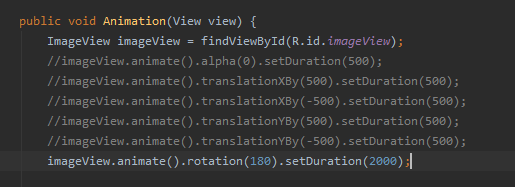 public void Animation(View view) {
ImageView imageView = findViewById(R.id.imageView);
//imageView.animate().alpha(0).setDuration(500);
//imageView.animate().translationXBy(500).setDuration(500);
//imageView.animate().translationXBy(-500).setDuration(500);
//imageView.animate().translationYBy(500).setDuration(500);
//imageView.animate().translationYBy(-500).setDuration(500);
imageView.animate().rotation(180).setDuration(2000);